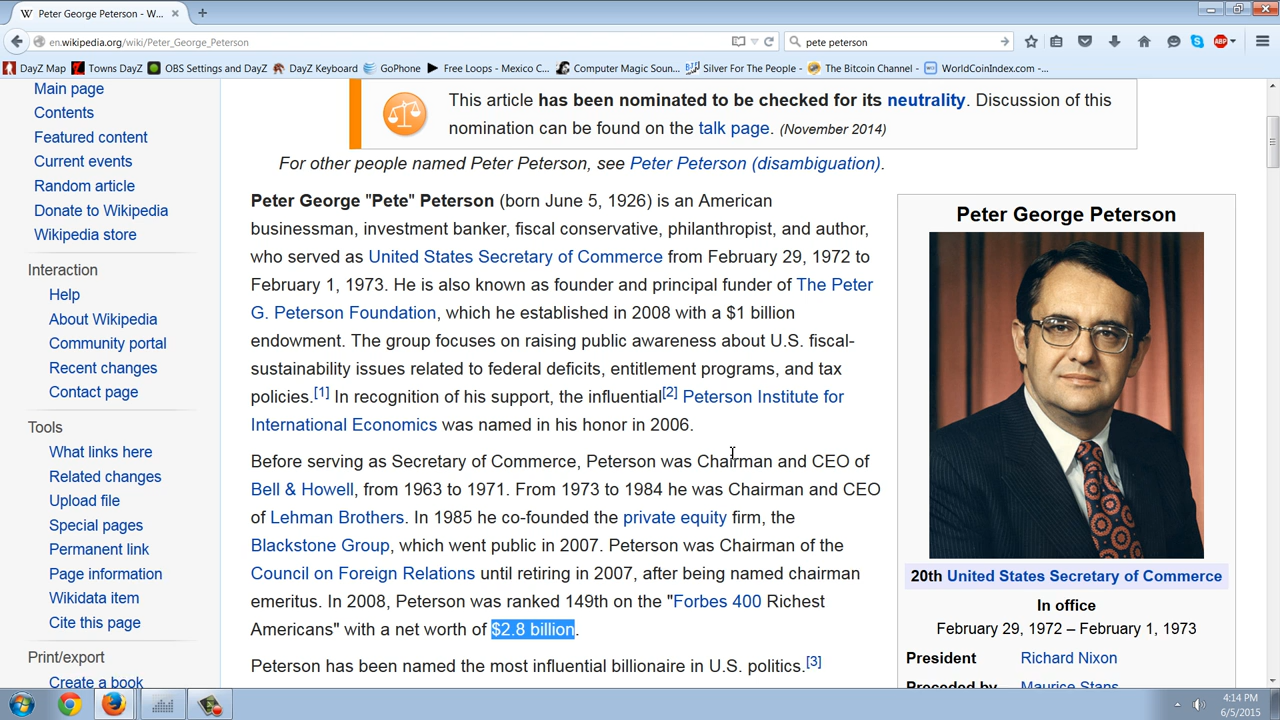 Peter George Peterson - W...
en.wikipedia.org/wiki/Peter_George_Peterson
pete peterson
ABP
DayZ Map
Towns DayZ
OBS Settings and DayZ
DayZ Keyboard
GoPhone
Free Loops - Mexico C...
Computer Magic Soun...
Silver For The People -
The Bitcoin Channel -
WorldCoinIndex.com -...
Main page
Contents
Featured content
Current events
Random article
Donate to Wikipedia
Wikipedia store
Interaction
Help
About Wikipedia
Community portal
Recent changes
Contact page
Tools
What links here
Related changes
Upload file
Special pages
Permanent link
Page information
Wikidata item
Cite this page
Print/export
Create a book
This article has been nominated to be checked for its neutrality. Discussion of this
nomination can be found on the talk page. (November 2014)
For other people named Peter Peterson, see Peter Peterson (disambiguation).
Peter George "Pete" Peterson (born June 5, 1926) is an American
businessman, investment banker, fiscal conservative, philanthropist, and author,
who served as United States Secretary of Commerce from February 29, 1972 to
February 1, 1973. He is also known as founder and principal funder of The Peter
G. Peterson Foundation, which he established in 2008 with a $1 billion
endowment. The group focuses on raising public awareness about U.S. fiscal-
sustainability issues related to federal deficits, entitlement programs, and tax
policies.[1] In recognition of his support, the influential[2] Peterson Institute for
International Economics was named in his honor in 2006.
Before serving as Secretary of Commerce, Peterson was Chairman and CEO of
Bell & Howell, from 1963 to 1971. From 1973 to 1984 he was Chairman and CEO
of Lehman Brothers. In 1985 he co-founded the private equity firm, the
Blackstone Group, which went public in 2007. Peterson was Chairman of the
Council on Foreign Relations until retiring in 2007, after being named chairman
emeritus. In 2008, Peterson was ranked 149th on the "Forbes 400 Richest
Americans" with a net worth of $2.8 billion.
Peterson has been named the most influential billionaire in U.S. politics.[3]
Peter George Peterson
20th United States Secretary of Commerce
In office
February 29, 1972 – February 1, 1973
President Richard Nixon
Preceded by Maurice Stans
4:14 PM
6/5/2015